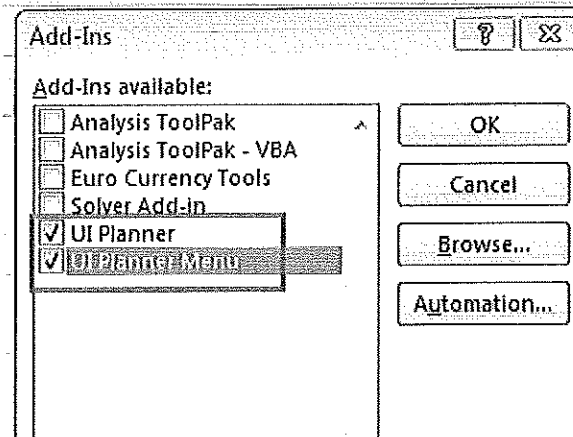 Add-Ins
Add-Ins available:
Analysis ToolPak
Analysis ToolPak - VBA
Euro Currency Tools
Solver Add-in
UI Planner
UI Planner Menu
OK
Cancel
Browse...
Automation...